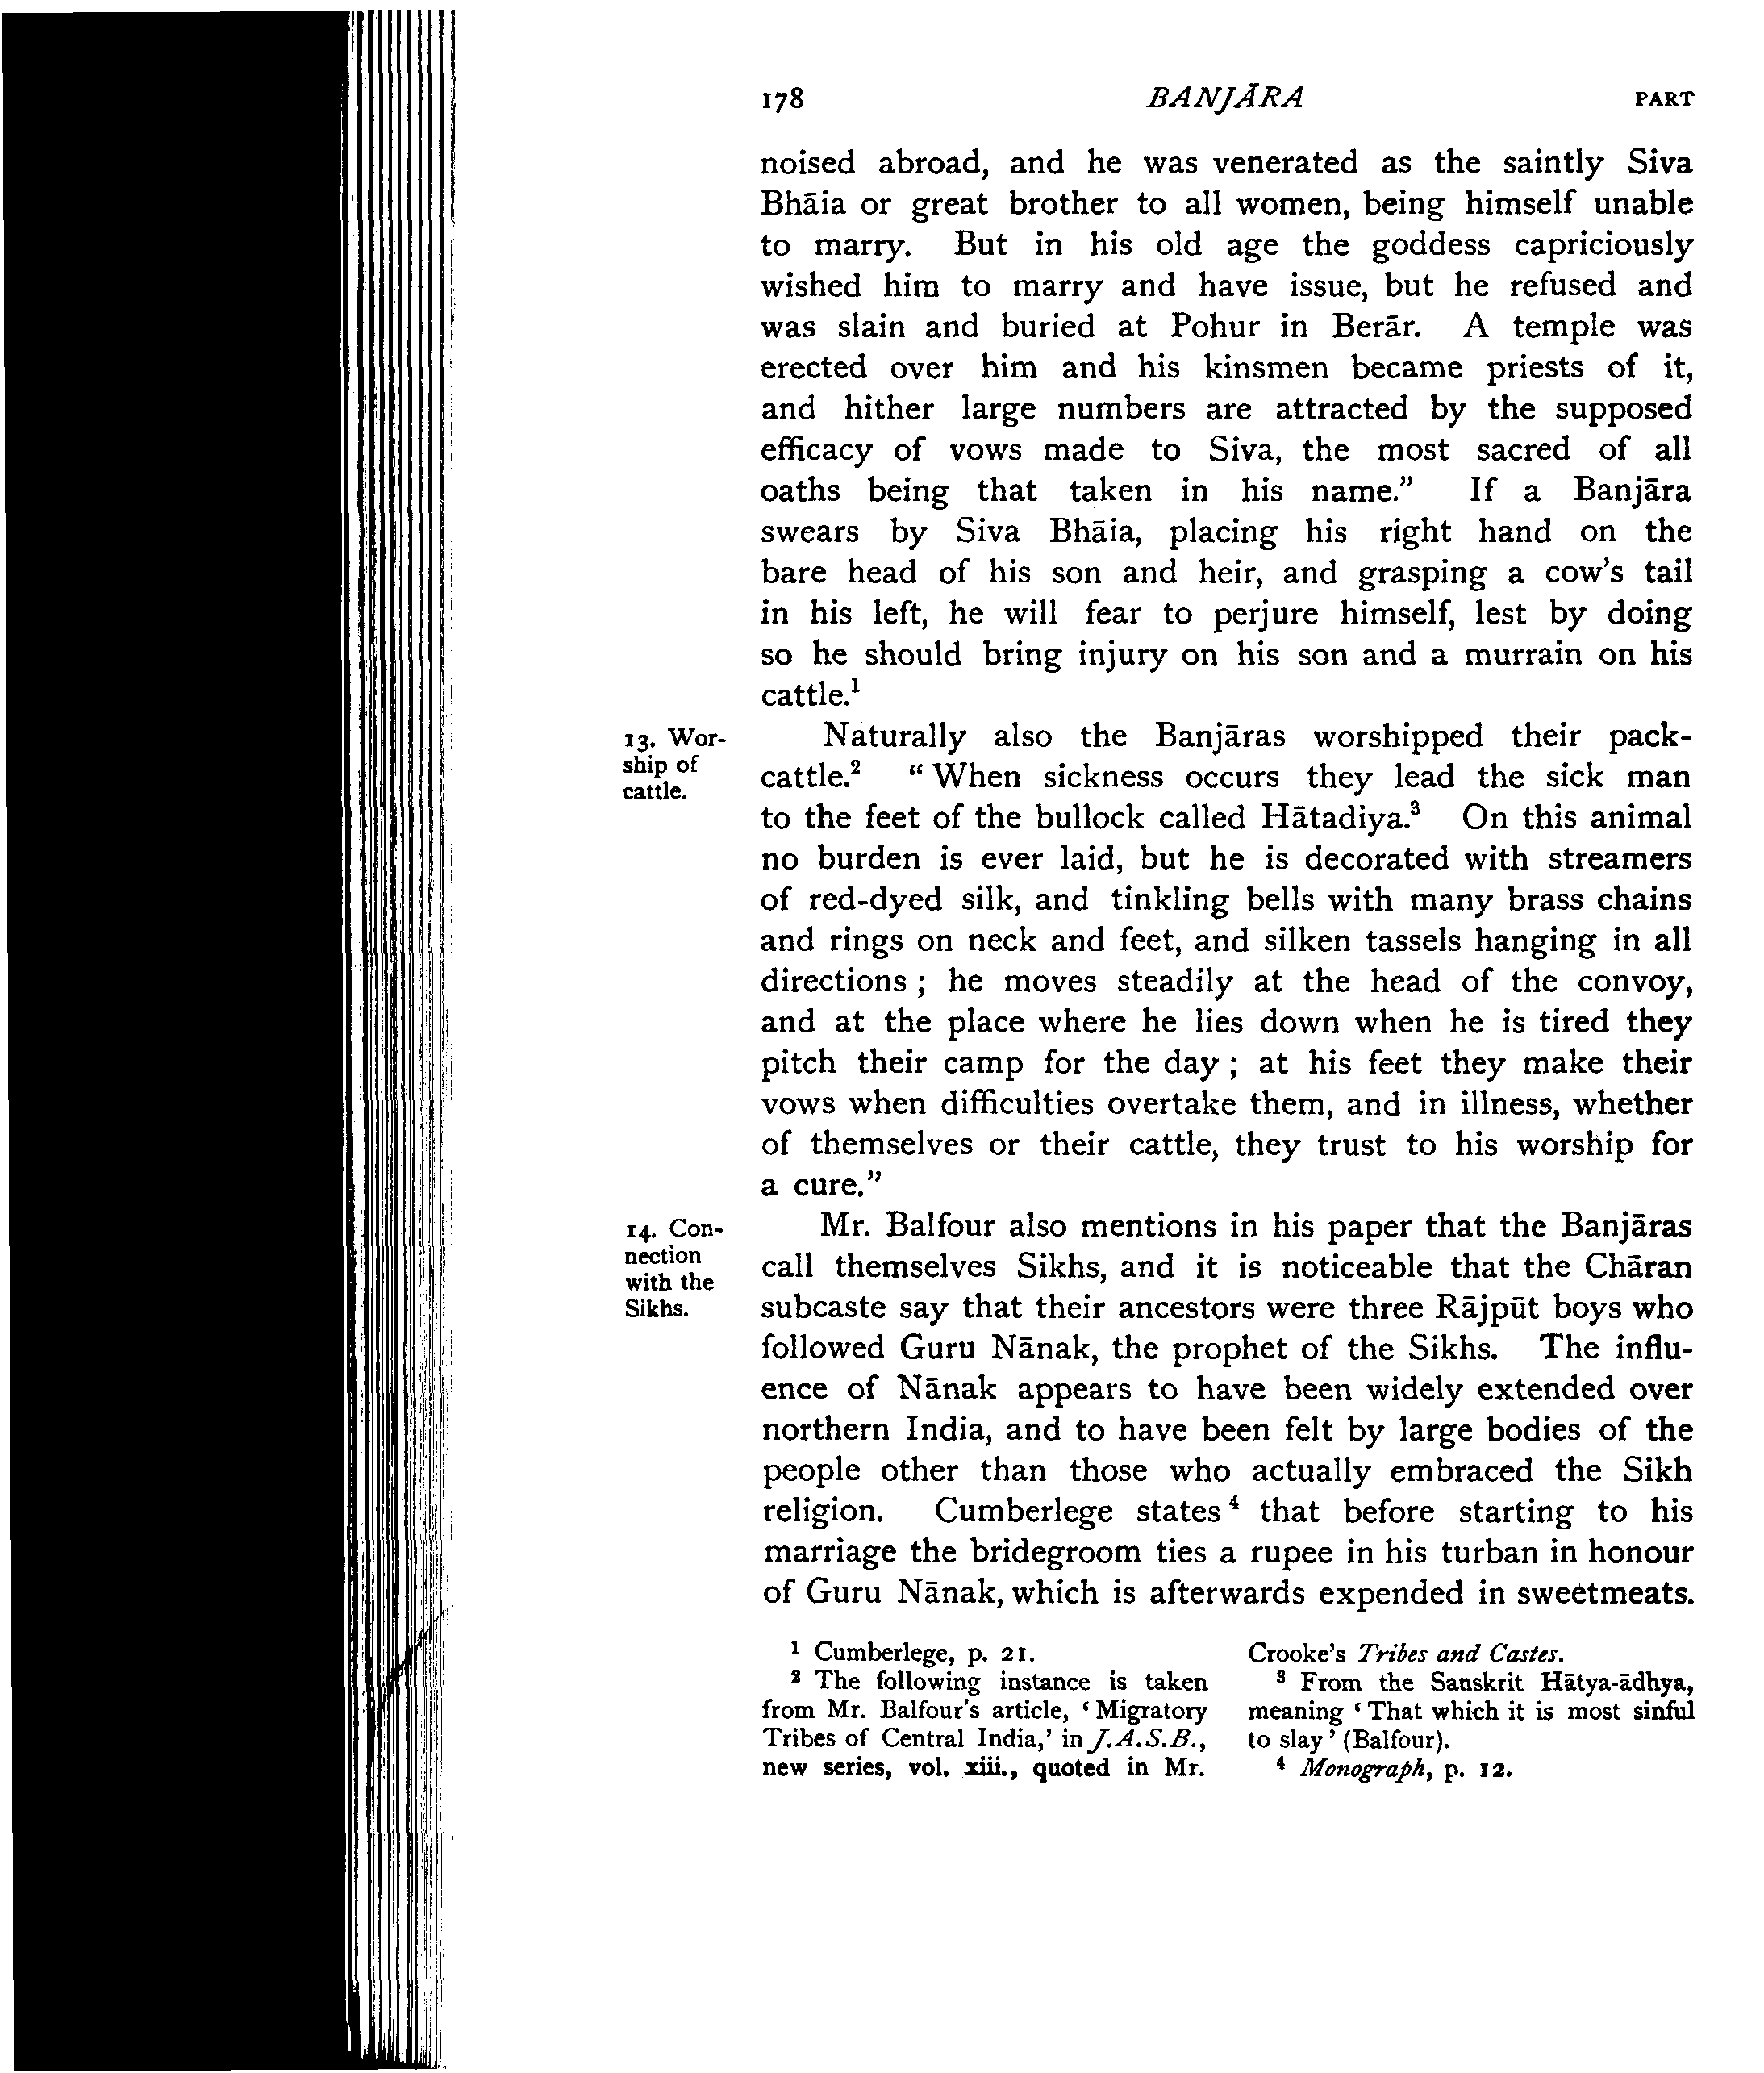 178 BANJĀRA PART
noised abroad, and he was venerated as the saintly Siva
Bhāia or great brother to all women, being himself unable
to marry. But in his old age the goddess capriciously
wished him to marry and have issue, but he refused and
was slain and buried at Pohur in Berār. A temple was
erected over him and his kinsmen became priests of it,
and hither large numbers are attracted by the supposed
efficacy of vows made to Siva, the most sacred of all
oaths being that taken in his name.” If a Banjāra
swears by Siva Bhāia, placing his right hand on the
bare head of his son and heir, and grasping a cow's tail
in his left, he will fear to perjure himself, lest by doing
so he should bring injury on his son and a murrain on his
cattle.¹
13. Wor-
ship of
cattle.
Naturally also the Banjāras worshipped their pack-
cattle.² “When sickness occurs they lead the sick man
to the feet of the bullock called Hātadiya.³ On this animal
no burden is ever laid, but he is decorated with streamers
of red-dyed silk, and tinkling bells with many brass chains
and rings on neck and feet, and silken tassels hanging in all
directions ; he moves steadily at the head of the convoy,
and at the place where he lies down when he is tired they
pitch their camp for the day ; at his feet they make their
vows when difficulties overtake them, and in illness, whether
of themselves or their cattle, they trust to his worship for
a cure.”
14. Con-
nection
with the
Sikhs.
Mr. Balfour also mentions in his paper that the Banjāras
call themselves Sikhs, and it is noticeable that the Chāran
subcaste say that their ancestors were three Rājpūt boys who
followed Guru Nānak, the prophet of the Sikhs. The influ-
ence of Nānak appears to have been widely extended over
northern India, and to have been felt by large bodies of the
people other than those who actually embraced the Sikh
religion. Cumberlege states ⁴ that before starting to his
marriage the bridegroom ties a rupee in his turban in honour
of Guru Nānak, which is afterwards expended in sweetmeats.
¹ Cumberlege, p. 21.
² The following instance is taken
from Mr. Balfour's article, ‘Migratory
Tribes of Central India,’ in J.A.S.B.,
new series, vol. xiii., quoted in Mr.
Crooke's Tribes and Castes.
³ From the Sanskrit Hātya-ādhya,
meaning ‘That which it is most sinful
to slay’ (Balfour).
⁴ Monograph, p. 12.